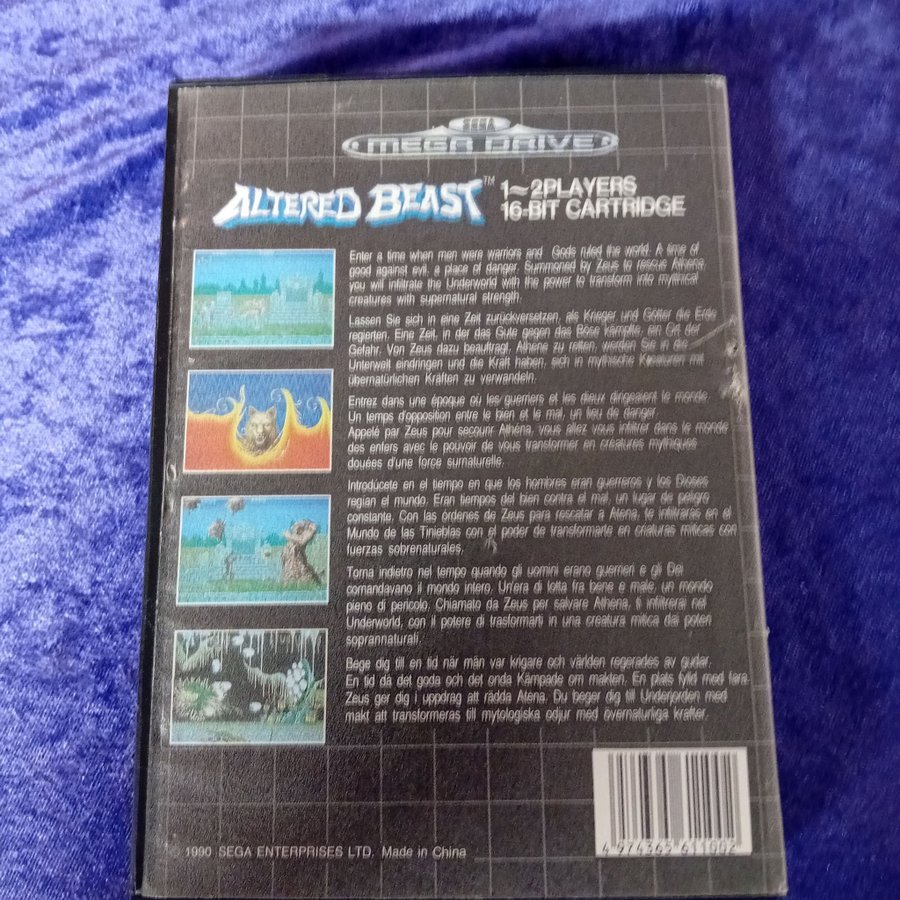 SEGA
MEGA DRIVE
ALTERED BEAST™
1~2PLAYERS
16-BIT CARTRIDGE
Enter a time when men were warriors and Gods ruled the world. A time of
good against evil, a place of danger. Summoned by Zeus to rescue Athena,
you will infiltrate the Underworld with the power to transform into mythical
creatures with supernatural strength.
Lassen Sie sich in eine Zeit zurückversetzen, als Krieger und Götter die Erde
regierten. Eine Zeit, in der das Gute gegen das Böse kämpfte, ein Ort der
Gefahr. Von Zeus dazu beauftragt, Athene zu retten, werden Sie in die
Unterwelt eindringen und die Kraft haben, sich in mythische Kreaturen mit
übernatürlichen Kräften zu verwandeln.
Entrez dans une époque où les guerriers et les dieux dirigeaient le monde.
Un temps d'opposition entre le bien et le mal, un lieu de danger.
Appelé par Zeus pour secourir Athéna, vous allez vous infiltrer dans le monde
des enfers avec le pouvoir de vous transformer en créatures mythiques
douées d'une force surnaturelle.
Introdúcete en el tiempo en que los hombres eran guerreros y los Dioses
regían el mundo. Eran tiempos del bien contra el mal, un lugar de peligro
constante. Con las órdenes de Zeus para rescatar a Atena, te infiltrarás en el
Mundo de las Tinieblas con el poder de transformarte en criaturas míticas con
fuerzas sobrenaturales.
Torna indietro nel tempo quando gli uomini erano guerrieri e gli Dei
comandavano il mondo intero. Un'era di lotta fra bene e male, un mondo
pieno di pericolo. Chiamato da Zeus per salvare Athena, ti infiltrerai nel
Underworld, con il potere di trasformarti in una creatura mitica dai poteri
soprannaturali.
Bege dig till en tid när män var krigare och världen regerades av gudar.
En tid då det goda och det onda Kämpade om makten. En plats fylld med fara.
Zeus ger dig i uppdrag att rädda Atena. Du beger dig till Underjorden med
makt att transformeras till mytologiska odjur med övernaturliga krafter.
© 1990 SEGA ENTERPRISES LTD. Made in China
4 974365 611002